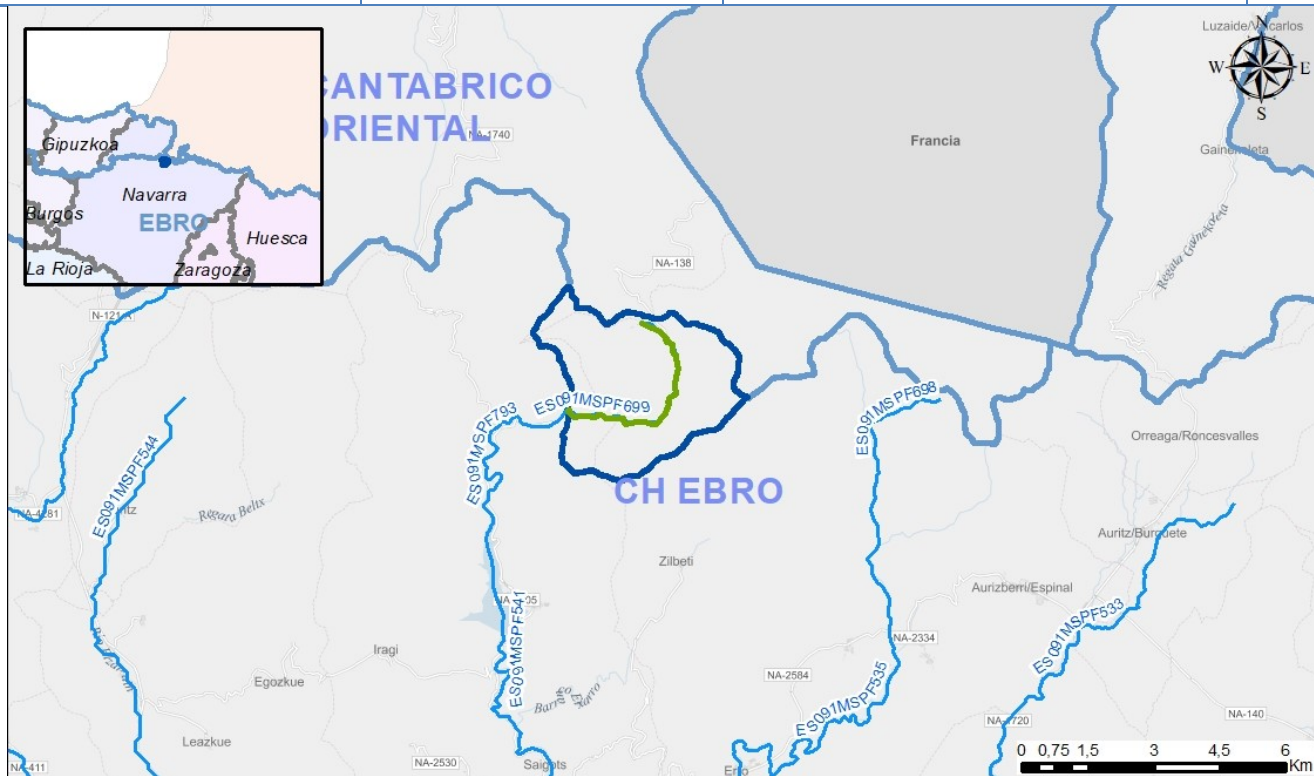 CANTABRICO
ORIENTAL
NA-1740
Luzaide/Valcarlos
N
W
E
S
Gainekoleta
Regata Gainekoleta
Francia
Gipuzkoa
Navarra
Burgos
EBRO
Huesca
La Rioja
Zaragoza
NA-138
N-121-A
ES091MSPF699
ES091MSPF793
ES091MSPF698
ES091MSPF544
Orreaga/Roncesvalles
CH EBRO
NA-4281
Regara Beltx
Zilbeti
Auritz/Burguete
Aurizberri/Espinal
ES091MSPF541
ES091MSPF533
NA-2334
Iragi
Egozkue
NA-2584
ES091MSPF535
Leazkue
NA-1720
NA-140
NA-411
NA-2530
Saigots
Erro
0 0,75 1,5 3 4,5 6
Km